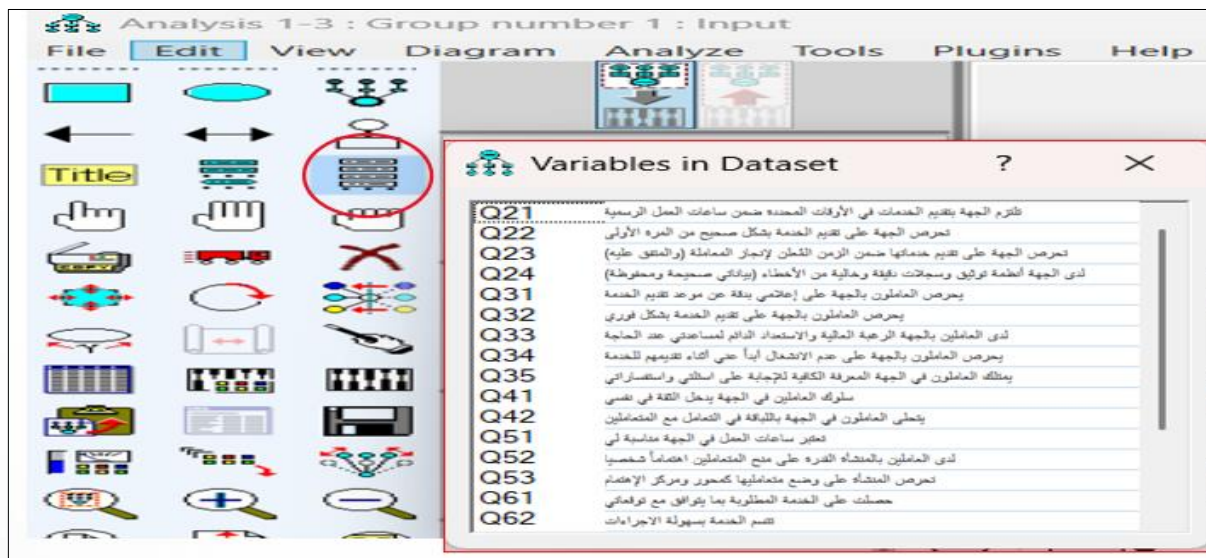 Analysis 1-3 : Group number 1 : Input
File Edit View Diagram Analyze Tools Plugins Help
Title
COPY
Variables in Dataset ? ×
Q21 تلتزم الجهة بتقديم الخدمات في الأوقات المحدده ضمن ساعات العمل الرسمية
Q22 تحرص الجهة على تقديم الخدمة بشكل صحيح من المره الأولى
Q23 تحرص الجهة على تقديم خدماتها ضمن الزمن المُعلن لإنجاز المعاملة (والمتفق عليه)
Q24 لدى الجهة أنظمة توثيق وسجلات دقيقة وخالية من الأخطاء (بياناتي صحيحة ومحفوظة)
Q31 يحرص العاملون بالجهة على إعلامي بدقة عن موعد تقديم الخدمة
Q32 يحرص العاملون بالجهة على تقديم الخدمة بشكل فوري
Q33 لدى العاملين بالجهة الرغبة العالية والاستعداد الدائم لمساعدتي عند الحاجة
Q34 يحرص العاملون بالجهة على عدم الانشغال أبداً عني أثناء تقديمهم للخدمة
Q35 يمتلك العاملون في الجهة المعرفة الكافية للإجابة على اسئلتي واستفساراتي
Q41 سلوك العاملين في الجهة يدخل الثقة في نفسي
Q42 يتحلى العاملون في الجهة باللباقة في التعامل مع المتعاملين
Q51 تعتبر ساعات العمل في الجهة مناسبة لي
Q52 لدى العاملين بالمنشأه القدره على منح المتعاملين اهتماماً شخصيا
Q53 تحرص المنشأه على وضع متعامليها كمحور ومركز الإهتمام
Q61 حصلت على الخدمة المطلوبة بما يتوافق مع توقعاتي
Q62 تتسم الخدمة بسهولة الاجراءات